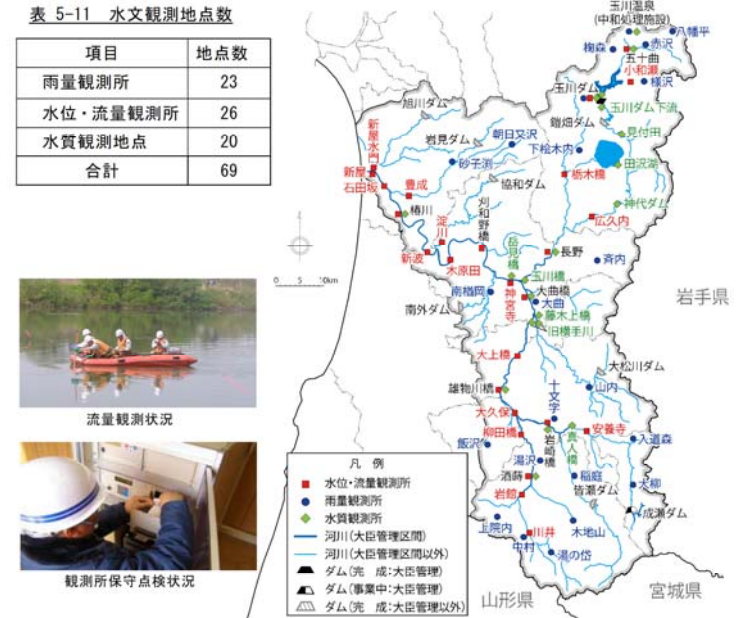 表 5-11 水文観測地点数
項目 地点数
雨量観測所 23
水位・流量観測所 26
水質観測地点 20
合計 69
流量観測状況
観測所保守点検状況
玉川温泉
(中和処理施設)
八幡平
掬森
赤沢
五十曲
小和瀬
玉川ダム
様沢
玉川ダム下流
鎧畑ダム
見付田
旭川ダム
岩見ダム
朝日又沢
下桧木内
田沢湖
新屋水門
砂子渕
協和ダム
栃木橋
新屋
石田坂
豊成
神代ダム
椿川
刈和野橋
広久内
淀川
岳見橋
長野
新波
木原田
斉内
玉川橋
南楢岡
神宮寺
大曲橋
大曲
南外ダム
藤木上橋
旧横手川
岩手県
大上橋
大松川ダム
雄物川橋
十文字
山内
大久保
柳田橋
安養寺
飯沢
岩崎橋
真人橋
入道森
湯沢
酒蒔
稲庭
大柳
岩館
皆瀬ダム
成瀬ダム
上院内
川井
木地山
中村
湯の岱
山形県
宮城県
0 5 10km
凡 例
水位・流量観測所
雨量観測所
水質観測所
河川(大臣管理区間)
河川(大臣管理区間以外)
ダム(完 成:大臣管理)
ダム(事業中:大臣管理)
ダム(完 成:大臣管理以外)